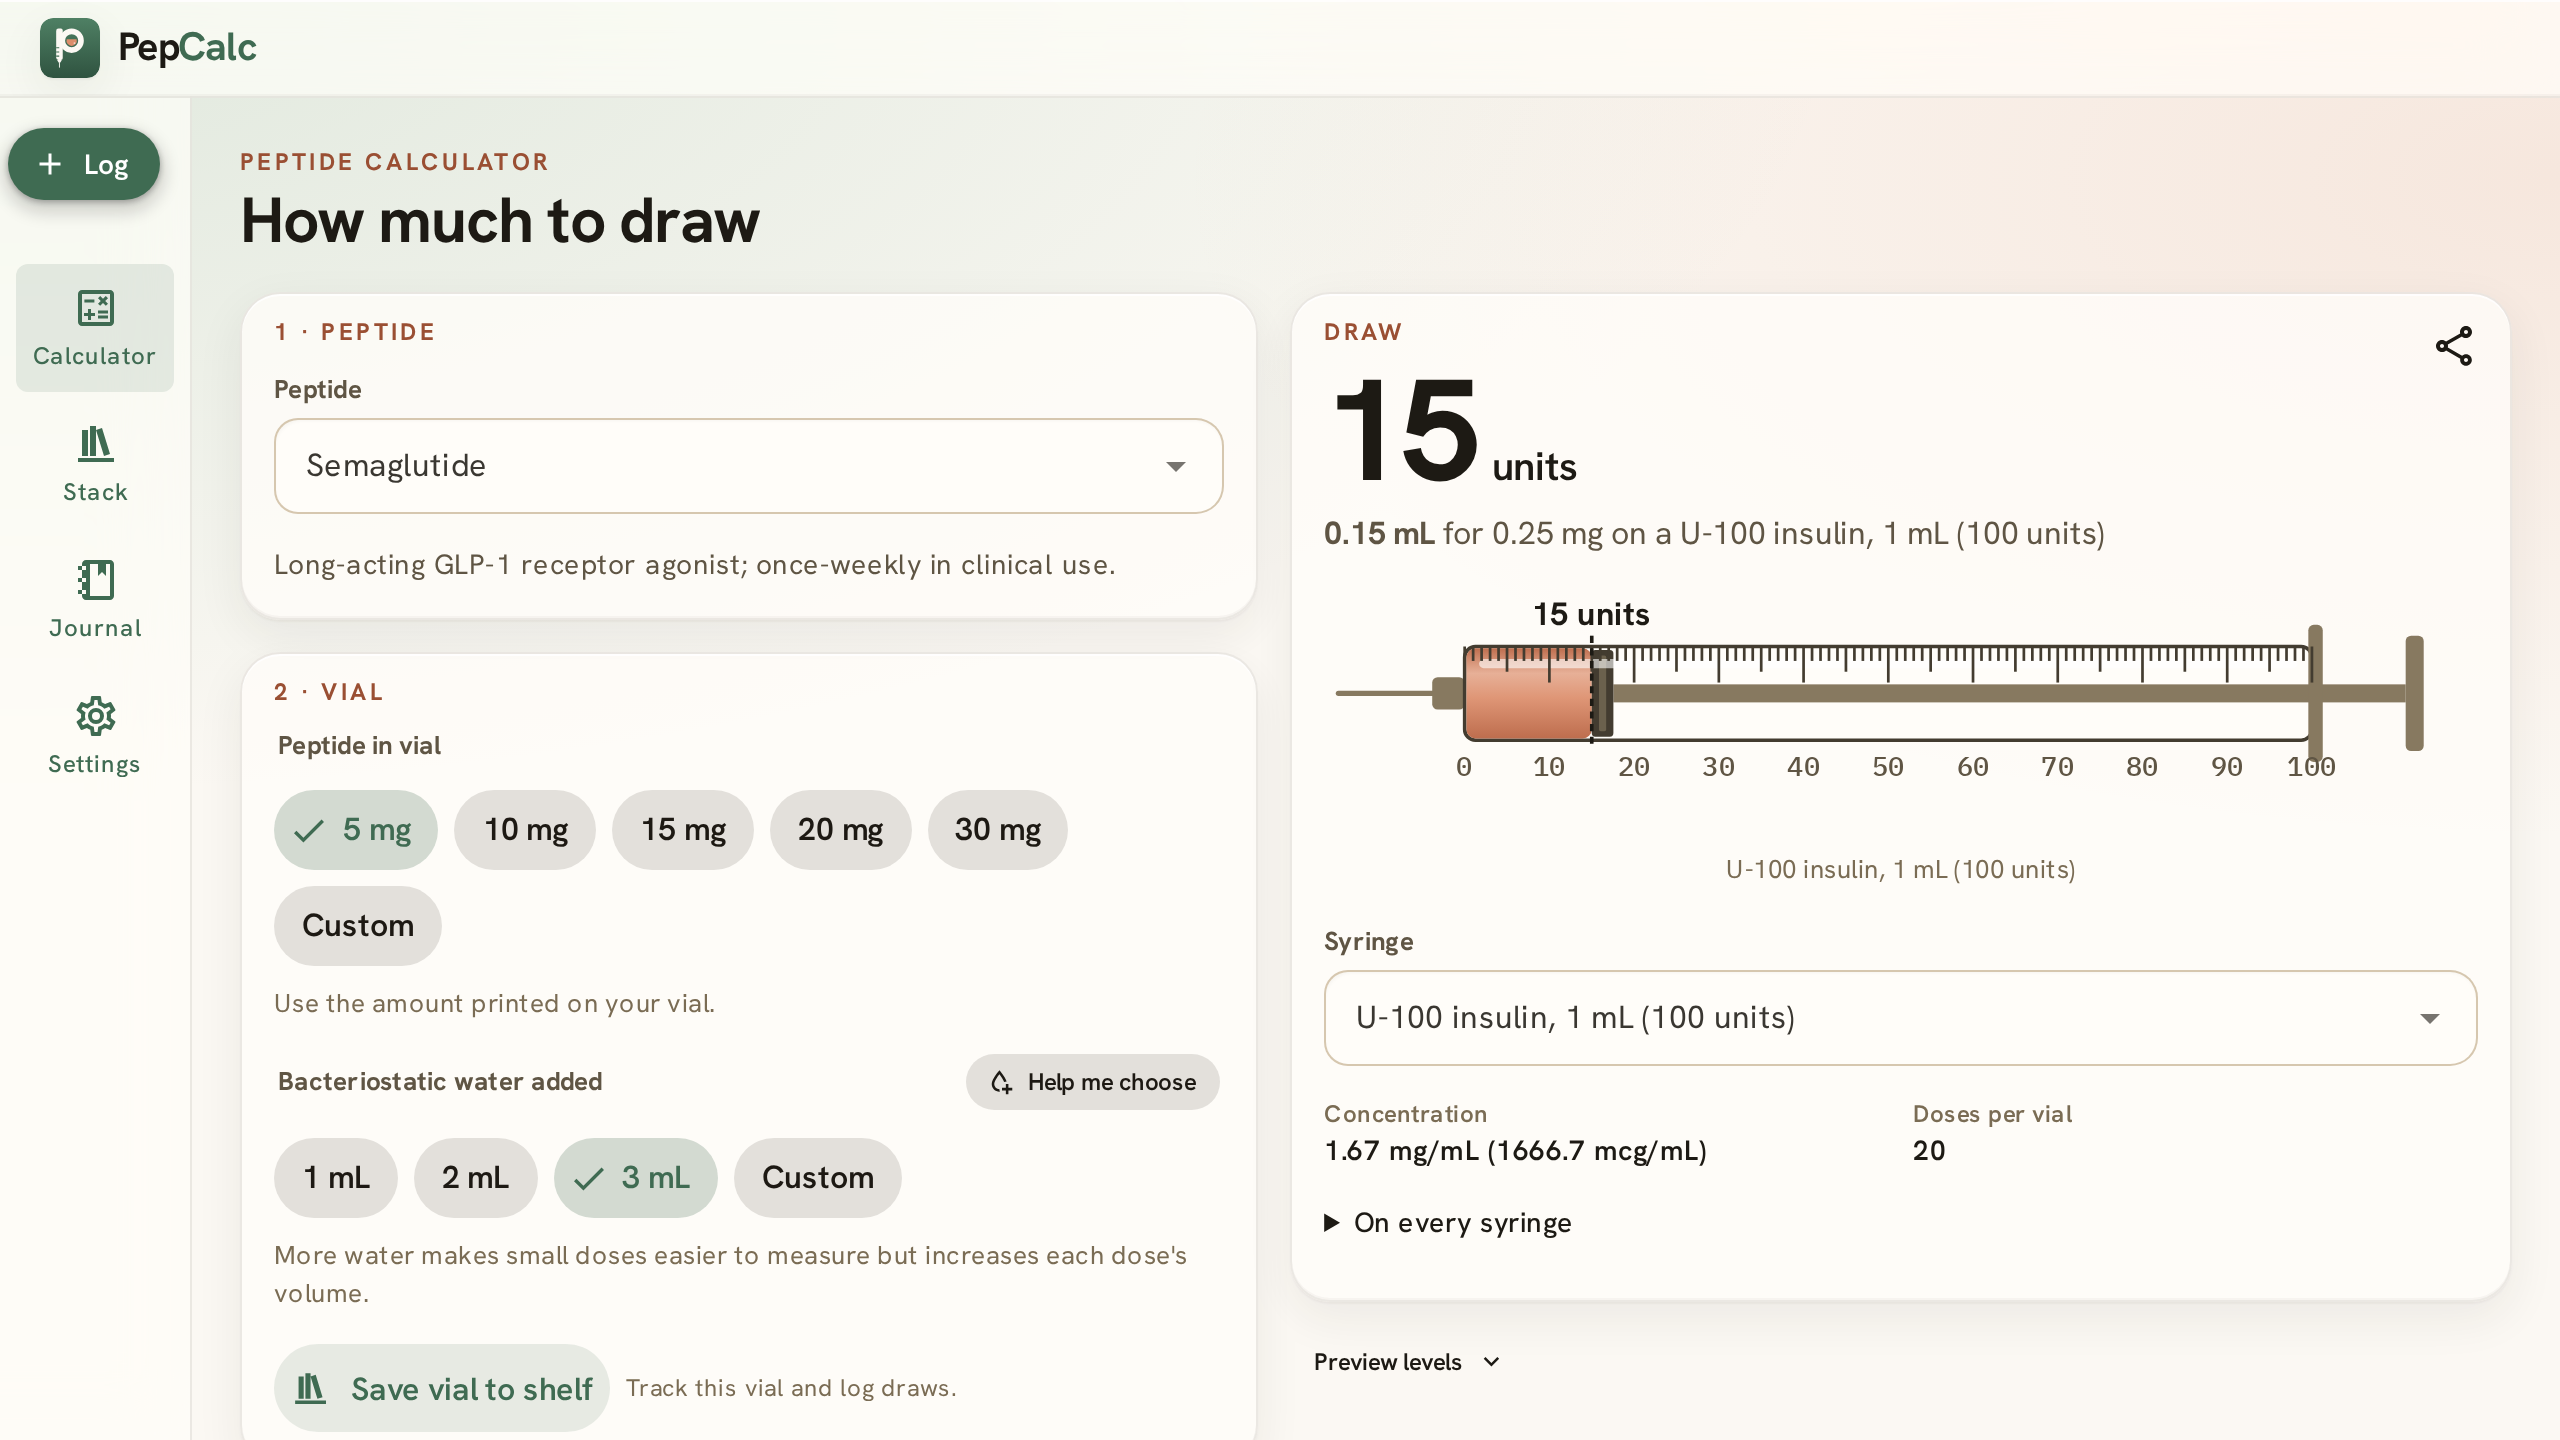 PepCalc
Log
Calculator
Stack
Journal
Settings
PEPTIDE CALCULATOR
How much to draw
1 · PEPTIDE
Peptide
Semaglutide
Long-acting GLP-1 receptor agonist; once-weekly in clinical use.
2 · VIAL
Peptide in vial
5 mg 10 mg 15 mg 20 mg 30 mg
Custom
Use the amount printed on your vial.
Bacteriostatic water added Help me choose
1 mL 2 mL 3 mL Custom
More water makes small doses easier to measure but increases each dose's
volume.
Save vial to shelf Track this vial and log draws.
DRAW
15 units
0.15 mL for 0.25 mg on a U-100 insulin, 1 mL (100 units)
15 units
0 10 20 30 40 50 60 70 80 90 100
U-100 insulin, 1 mL (100 units)
Syringe
U-100 insulin, 1 mL (100 units)
Concentration Doses per vial
1.67 mg/mL (1666.7 mcg/mL) 20
On every syringe
Preview levels